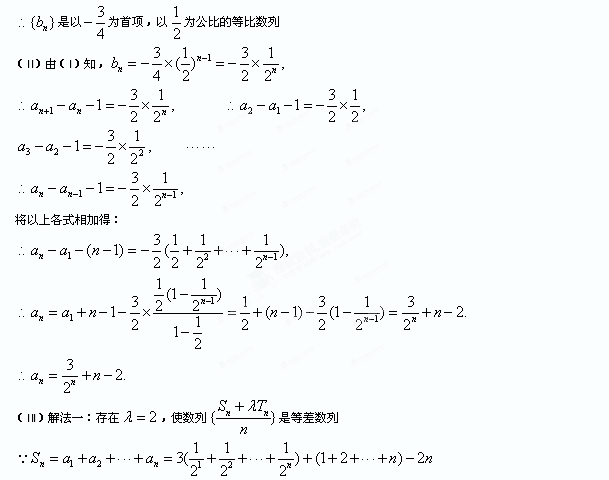 ∴ {bₙ} 是以 -3/4 为首项，以 1/2 为公比的等比数列
（II）由（I）知，bₙ = -3/4 × (1/2)ⁿ⁻¹ = -3/2 × 1/2ⁿ,
∴ aₙ₊₁ - aₙ - 1 = -3/2 × 1/2ⁿ, ∴ a₂ - a₁ - 1 = -3/2 × 1/2,
a₃ - a₂ - 1 = -3/2 × 1/2², ……
∴ aₙ - aₙ₋₁ - 1 = -3/2 × 1/2ⁿ⁻¹,
将以上各式相加得：
∴ aₙ - a₁ - (n-1) = -3/2 (1/2 + 1/2² + ⋯ + 1/2ⁿ⁻¹),
∴ aₙ = a₁ + n - 1 - 3/2 × [1/2 (1 - 1/2ⁿ⁻¹)]/[1 - 1/2] = 1/2 + (n-1) - 3/2 (1 - 1/2ⁿ⁻¹) = 3/2ⁿ + n - 2.
∴ aₙ = 3/2ⁿ + n - 2.
（III）解法一：存在 λ = 2，使数列 {(Sₙ + λTₙ)/n} 是等差数列
∵ Sₙ = a₁ + a₂ + ⋯ + aₙ = 3(1/2¹ + 1/2² + ⋯ + 1/2ⁿ) + (1 + 2 + ⋯ + n) - 2n